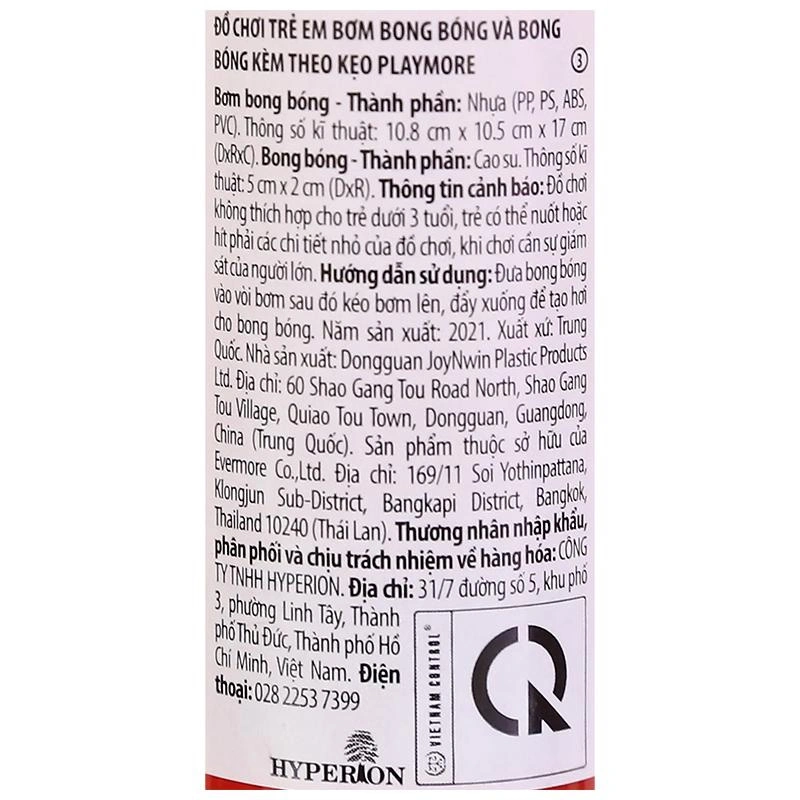 ĐỒ CHƠI TRẺ EM BƠM BONG BÓNG VÀ BONG
BÓNG KÈM THEO KẸO PLAYMORE ③
Bơm bong bóng - Thành phần: Nhựa (PP, PS, ABS,
PVC). Thông số kĩ thuật: 10.8 cm x 10.5 cm x 17 cm
(DxRxC). Bong bóng - Thành phần: Cao su. Thông số kĩ
thuật: 5 cm x 2 cm (DxR). Thông tin cảnh báo: Đồ chơi
không thích hợp cho trẻ dưới 3 tuổi, trẻ có thể nuốt hoặc
hít phải các chi tiết nhỏ của đồ chơi, khi chơi cần sự giám
sát của người lớn. Hướng dẫn sử dụng: Đưa bong bóng
vào vòi bơm sau đó kéo bơm lên, đẩy xuống để tạo hơi
cho bong bóng. Năm sản xuất: 2021. Xuất xứ: Trung
Quốc. Nhà sản xuất: Dongguan JoyNwin Plastic Products
Ltd. Địa chỉ: 60 Shao Gang Tou Road North, Shao Gang
Tou Village, Quiao Tou Town, Dongguan, Guangdong,
China (Trung Quốc). Sản phẩm thuộc sở hữu của
Evermore Co.,Ltd. Địa chỉ: 169/11 Soi Yothinpattana,
Klongjun Sub-District, Bangkapi District, Bangkok,
Thailand 10240 (Thái Lan). Thương nhân nhập khẩu,
phân phối và chịu trách nhiệm về hàng hóa: CÔNG
TY TNHH HYPERION. Địa chỉ: 31/7 đường số 5, khu phố
3, phường Linh Tây, Thành
phố Thủ Đức, Thành phố Hồ
Chí Minh, Việt Nam. Điện
thoại: 028 2253 7399
VIETNAM CONTROL®
HYPERION